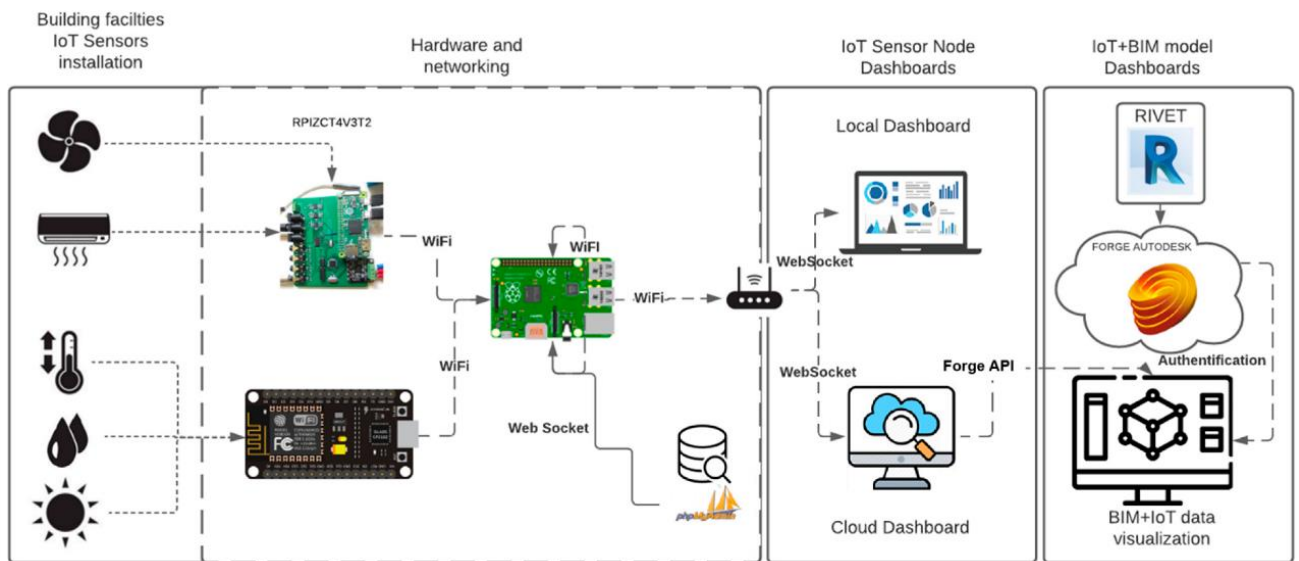 Building facilties
IoT Sensors
installation
Hardware and
networking
IoT Sensor Node
Dashboards
IoT+BIM model
Dashboards
RPIZCT4V3T2
WiFi
WiFI
WiFi
WiFi
Web Socket
phpMyAdmin
Local Dashboard
WebSocket
WebSocket
Forge API
Cloud Dashboard
RIVET
R
FORGE AUTODESK
Authentification
BIM+IoT data
visualization